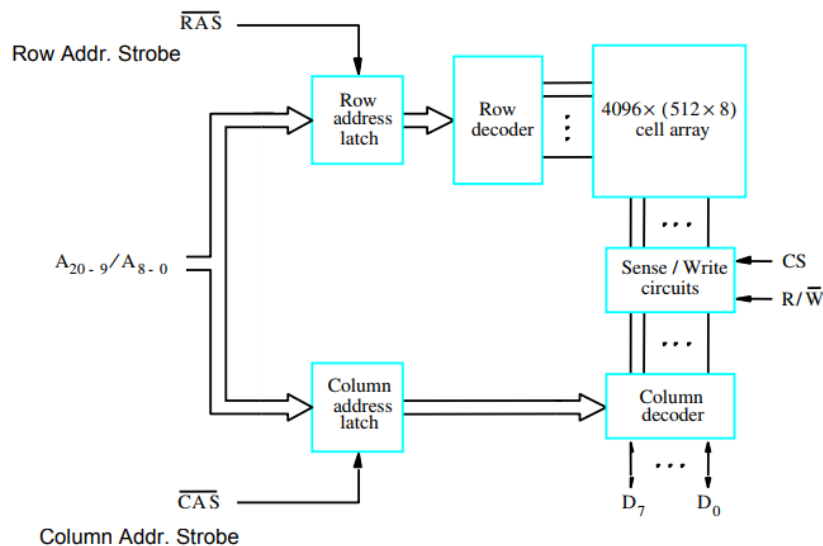 RAS
Row Addr. Strobe
Row
address
latch
Row
decoder
4096× (512 × 8)
cell array
A20 - 9 / A8 - 0
Sense / Write
circuits
CS
R/W
Column
address
latch
Column
decoder
CAS
Column Addr. Strobe
D7
D0